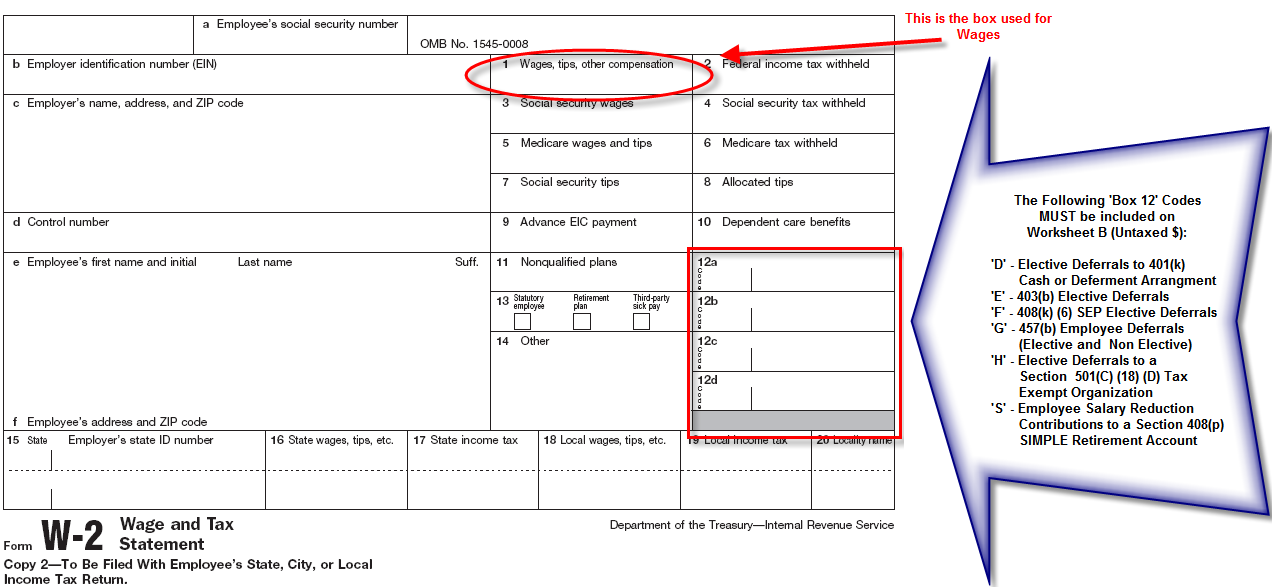 a Employee's social security number
OMB No. 1545-0008
This is the box used for
Wages
b Employer identification number (EIN)
1 Wages, tips, other compensation
2 Federal income tax withheld
c Employer's name, address, and ZIP code
3 Social security wages
4 Social security tax withheld
5 Medicare wages and tips
6 Medicare tax withheld
7 Social security tips
8 Allocated tips
d Control number
9 Advance EIC payment
10 Dependent care benefits
e Employee's first name and initial Last name Suff.
11 Nonqualified plans
12a
Code
13 Statutory employee Retirement plan Third-party sick pay
12b
Code
14 Other
12c
Code
12d
Code
f Employee's address and ZIP code
15 State Employer's state ID number
16 State wages, tips, etc.
17 State income tax
18 Local wages, tips, etc.
19 Local income tax
20 Locality name
Form W-2 Wage and Tax
Statement
Department of the Treasury—Internal Revenue Service
Copy 2—To Be Filed With Employee's State, City, or Local
Income Tax Return.
The Following 'Box 12' Codes
MUST be included on
Worksheet B (Untaxed $):
'D' - Elective Deferrals to 401(k)
Cash or Deferment Arrangment
'E' - 403(b) Elective Deferrals
'F' - 408(k) (6) SEP Elective Deferrals
'G' - 457(b) Employee Deferrals
(Elective and Non Elective)
'H' - Elective Deferrals to a
Section 501(C) (18) (D) Tax
Exempt Organization
'S' - Employee Salary Reduction
Contributions to a Section 408(p)
SIMPLE Retirement Account